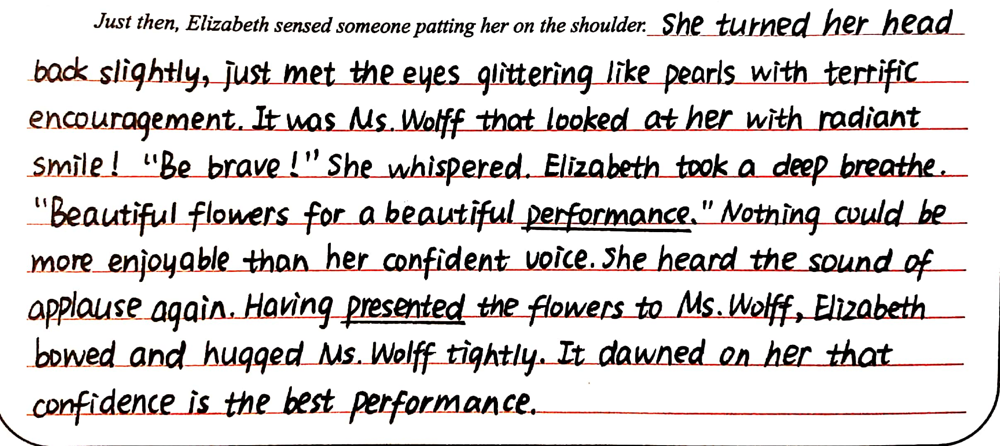 Just then, Elizabeth sensed someone patting her on the shoulder. She turned her head
back slightly, just met the eyes glittering like pearls with terrific
encouragement. It was Ms. Wolff that looked at her with radiant
smile! "Be brave!" She whispered. Elizabeth took a deep breathe.
"Beautiful flowers for a beautiful performance." Nothing could be
more enjoyable than her confident voice. She heard the sound of
applause again. Having presented the flowers to Ms. Wolff, Elizabeth
bowed and hugged Ms. Wolff tightly. It dawned on her that
confidence is the best performance.